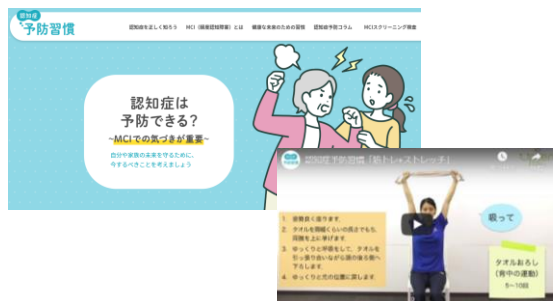 認知症
予防習慣
認知症を正しく知ろう
MCI（軽度認知障害）とは
健康な未来のための習慣
認知症予防コラム
MCIスクリーニング検査
認知症は
予防できる？
~MCIでの気づきが重要~
自分や家族の未来を守るために、
今するべきことを考えましょう
認知症予防習慣「筋トレ+ストレッチ」
1. 姿勢良く座ります。
2. タオルを肩幅くらいの長さでもち、
両腕を上に挙げます。
3. ゆっくりと呼吸をして、タオルを
引っ張り合いながら頭の後ろ側へ
下ろします。
4. ゆっくりと元の位置に戻します。
吸って
タオルおろし
（背中の運動）
5～10回